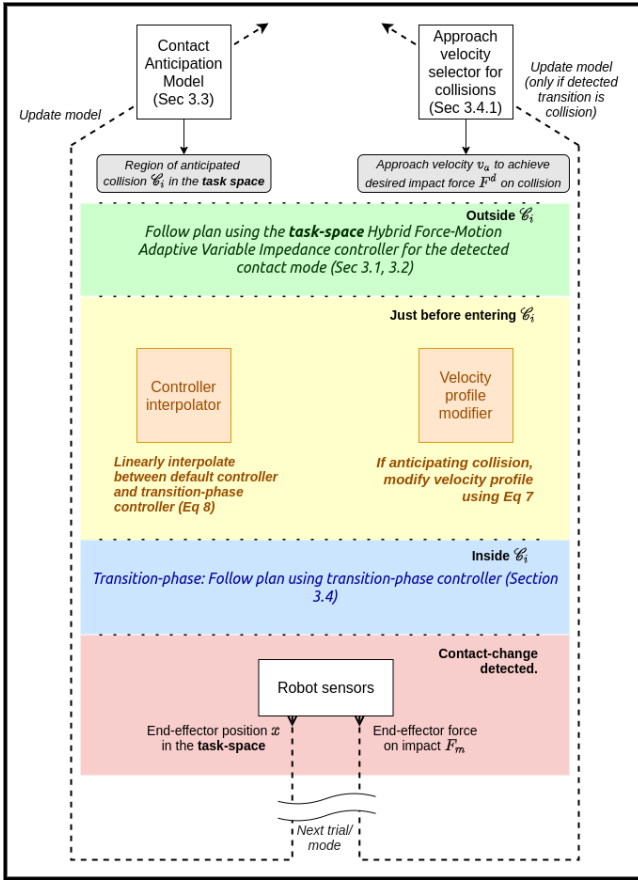 Contact
Anticipation
Model
(Sec 3.3)
Approach
velocity
selector for
collisions
(Sec 3.4.1)
Update model
Update model
(only if detected
transition is
collision)
Region of anticipated
collision 𝒞i in the task space
Approach velocity va to achieve
desired impact force F^d on collision
Outside 𝒞i
Follow plan using the task-space Hybrid Force-Motion
Adaptive Variable Impedance controller for the detected
contact mode (Sec 3.1, 3.2)
Just before entering 𝒞i
Controller
interpolator
Velocity
profile
modifier
Linearly interpolate
between default controller
and transition-phase
controller (Eq 8)
If anticipating collision,
modify velocity profile
using Eq 7
Inside 𝒞i
Transition-phase: Follow plan using transition-phase controller (Section
3.4)
Contact-change
detected.
Robot sensors
End-effector position x
in the task-space
End-effector force
on impact Fm
Next trial/
mode